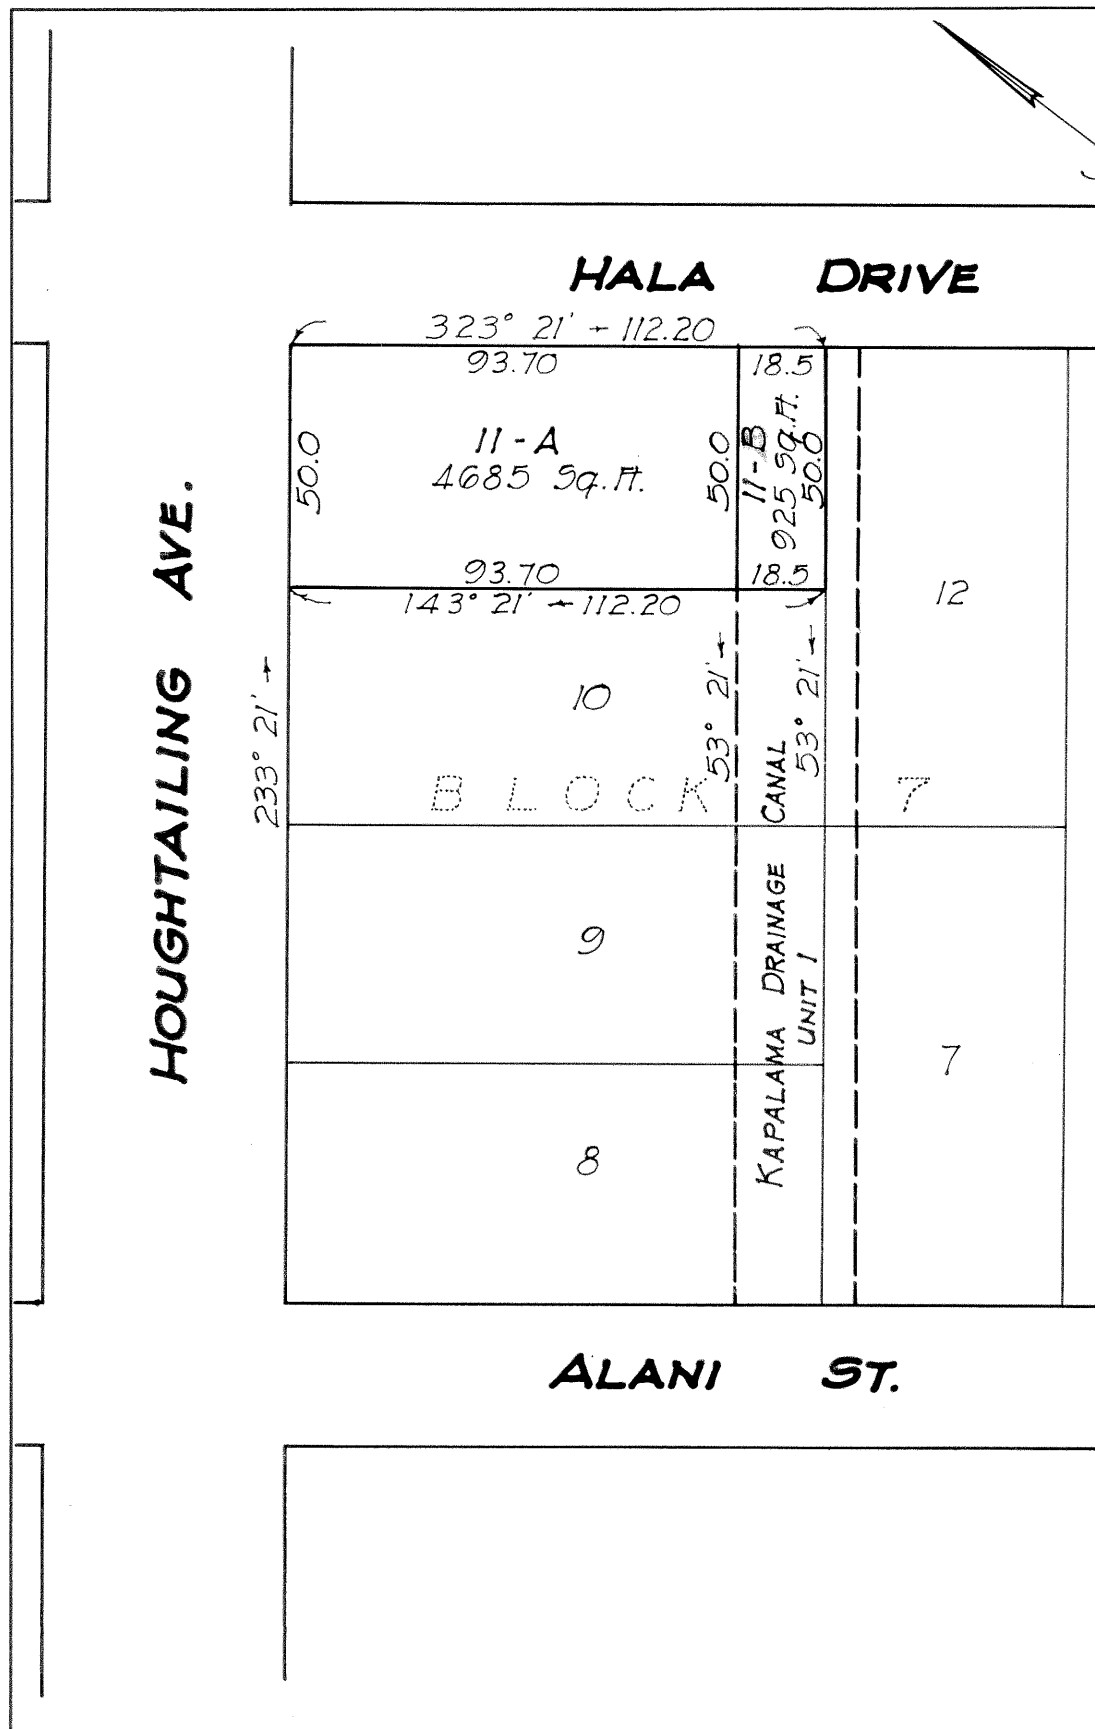 HALA DRIVE
323° 21' - 112.20
93.70 18.5
50.0
11-A
4685 Sq.Ft.
50.0
11-B
925 Sq.Ft.
50.0
93.70 18.5
143° 21' - 112.20
HOUGHTAILING AVE.
233° 21'
53° 21'
53° 21'
12
10
BLOCK 7
9
KAPALAMA DRAINAGE CANAL
UNIT 1
7
8
ALANI ST.